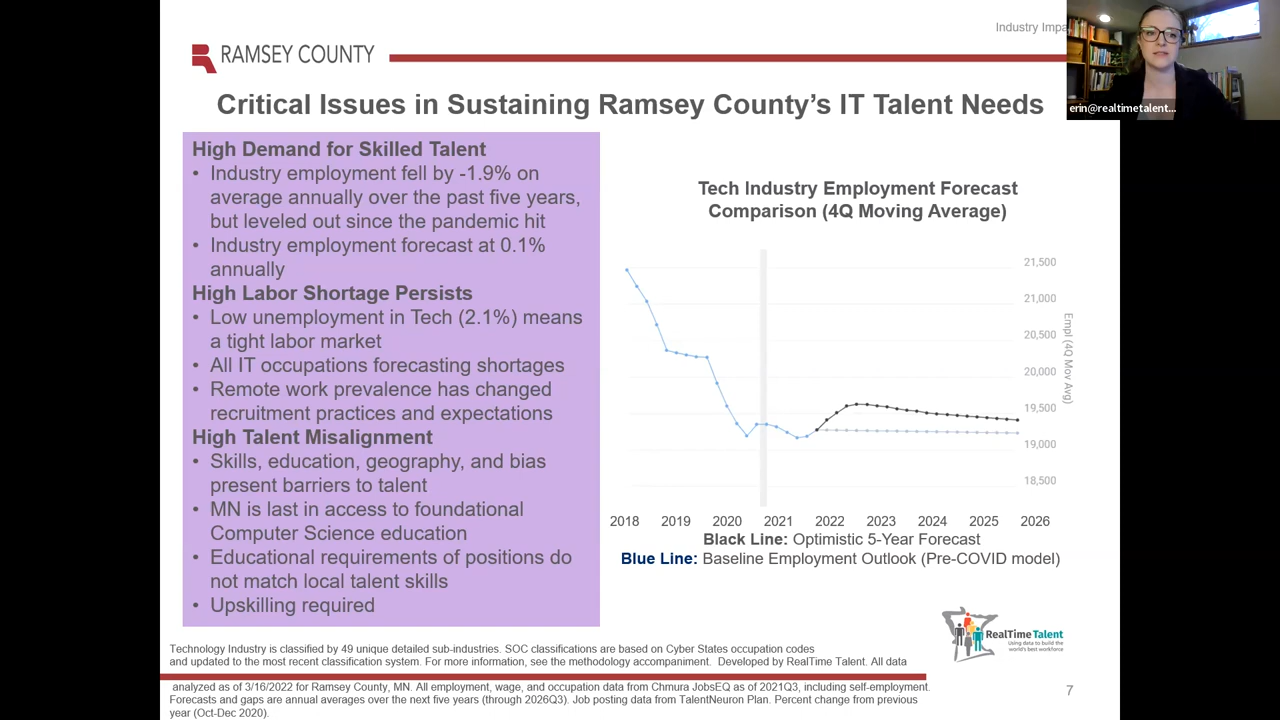 Industry Impa
erin@realtimetalent...
RAMSEY COUNTY
Critical Issues in Sustaining Ramsey County's IT Talent Needs
High Demand for Skilled Talent
• Industry employment fell by -1.9% on
average annually over the past five years,
but leveled out since the pandemic hit
• Industry employment forecast at 0.1%
annually
High Labor Shortage Persists
• Low unemployment in Tech (2.1%) means
a tight labor market
• All IT occupations forecasting shortages
• Remote work prevalence has changed
recruitment practices and expectations
High Talent Misalignment
• Skills, education, geography, and bias
present barriers to talent
• MN is last in access to foundational
Computer Science education
• Educational requirements of positions do
not match local talent skills
• Upskilling required
Tech Industry Employment Forecast
Comparison (4Q Moving Average)
21,500
21,000
20,500
20,000
19,500
19,000
18,500
Empl (4Q Mov Avg)
2018 2019 2020 2021 2022 2023 2024 2025 2026
Black Line: Optimistic 5-Year Forecast
Blue Line: Baseline Employment Outlook (Pre-COVID model)
RealTime Talent
Using data to build the
world's best workforce
Technology Industry is classified by 49 unique detailed sub-industries. SOC classifications are based on Cyber States occupation codes
and updated to the most recent classification system. For more information, see the methodology accompaniment. Developed by RealTime Talent. All data
analyzed as of 3/16/2022 for Ramsey County, MN. All employment, wage, and occupation data from Chmura JobsEQ as of 2021Q3, including self-employment.
Forecasts and gaps are annual averages over the next five years (through 2026Q3). Job posting data from TalentNeuron Plan. Percent change from previous
year (Oct-Dec 2020).
7